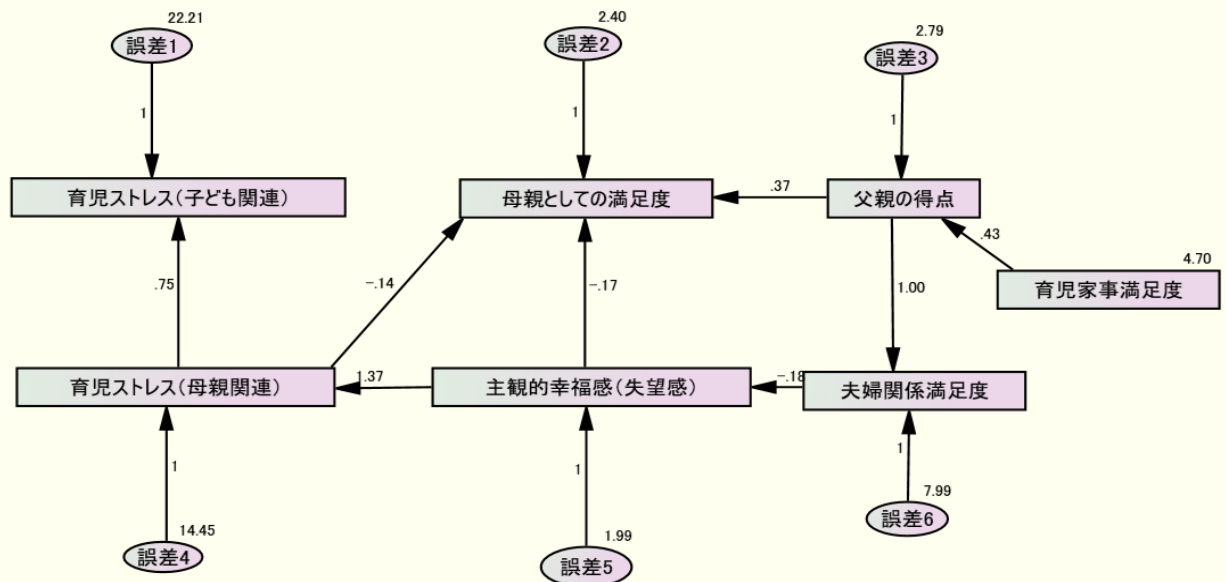 22.21
誤差1
2.40
誤差2
2.79
誤差3
1
1
1
育児ストレス(子ども関連)
母親としての満足度
.37
父親の得点
.43
4.70
育児家事満足度
.75
-.14
-.17
1.00
育児ストレス(母親関連)
1.37
主観的幸福感(失望感)
-.18
夫婦関係満足度
1
1
1
14.45
誤差4
1.99
誤差5
7.99
誤差6